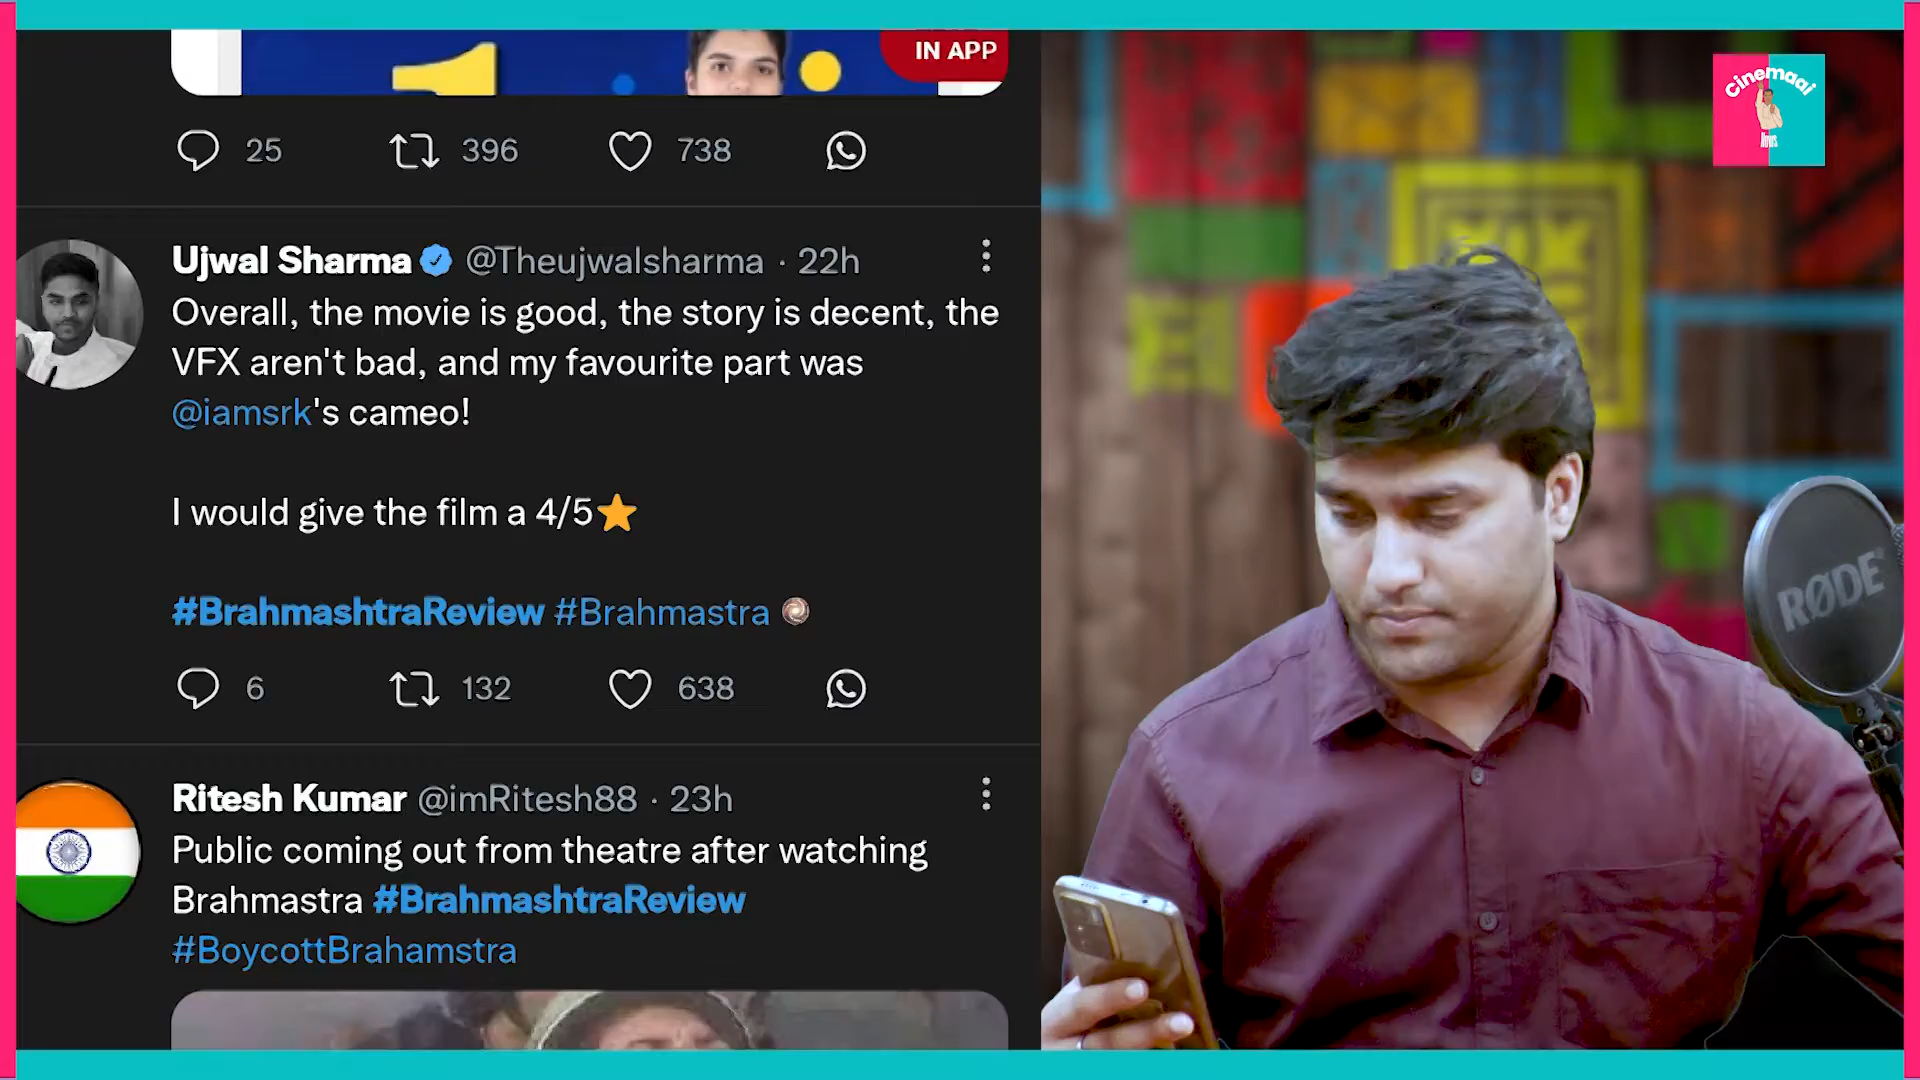 IN APP
25 396 738
Ujwal Sharma @Theujwalsharma · 22h
Overall, the movie is good, the story is decent, the
VFX aren't bad, and my favourite part was
@iamsrk's cameo!
I would give the film a 4/5⭐
#BrahmashtraReview #Brahmastra
6 132 638
Ritesh Kumar @imRitesh88 · 23h
Public coming out from theatre after watching
Brahmastra #BrahmashtraReview
#BoycottBrahamstra
Cinemaai
News
RØDE